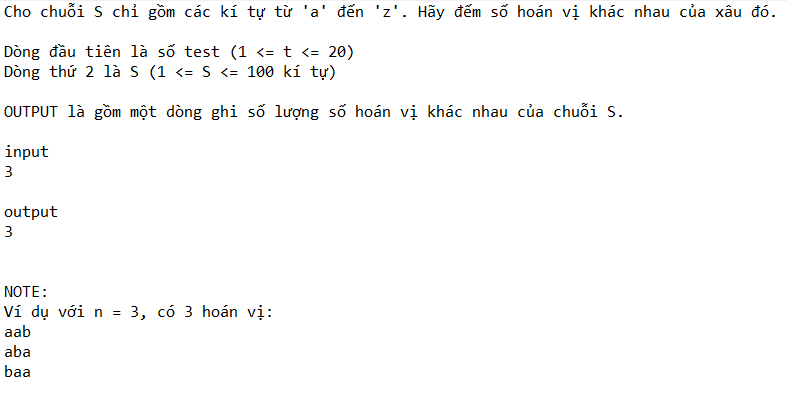 Cho chuỗi S chỉ gồm các kí tự từ 'a' đến 'z'. Hãy đếm số hoán vị khác nhau của xâu đó.
Dòng đầu tiên là số test (1 <= t <= 20)
Dòng thứ 2 là S (1 <= S <= 100 kí tự)
OUTPUT là gồm một dòng ghi số lượng số hoán vị khác nhau của chuỗi S.
input
3
output
3
NOTE:
Ví dụ với n = 3, có 3 hoán vị:
aab
aba
baa